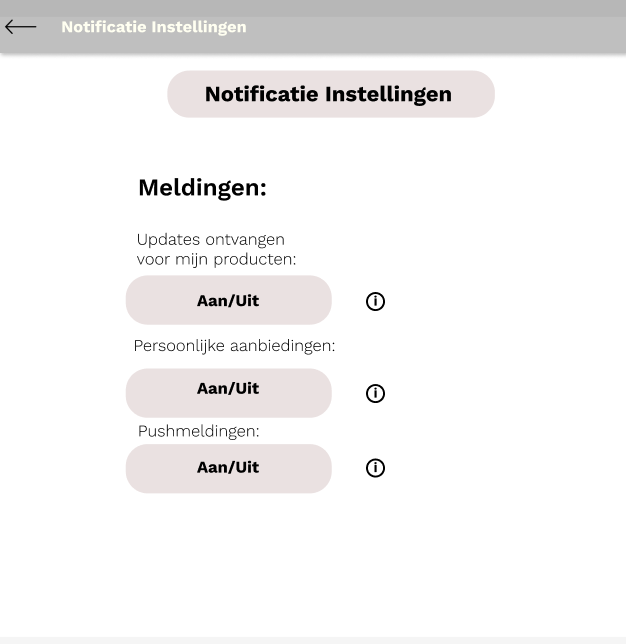 Notificatie Instellingen
Notificatie Instellingen
Meldingen:
Updates ontvangen
voor mijn producten:
Aan/Uit
Persoonlijke aanbiedingen:
Aan/Uit
Pushmeldingen:
Aan/Uit